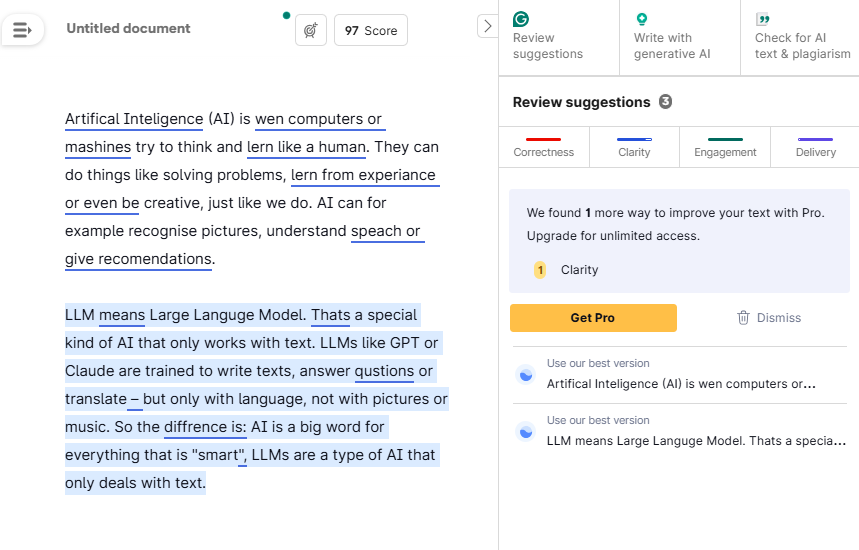 Untitled document
97 Score
Artifical Inteligence (AI) is wen computers or
mashines try to think and lern like a human. They can
do things like solving problems, lern from experiance
or even be creative, just like we do. AI can for
example recognise pictures, understand speach or
give recomendations.
LLM means Large Languge Model. Thats a special
kind of AI that only works with text. LLMs like GPT or
Claude are trained to write texts, answer qustions or
translate – but only with language, not with pictures or
music. So the diffrence is: AI is a big word for
everything that is "smart", LLMs are a type of AI that
only deals with text.
Review
suggestions
Write with
generative AI
Check for AI
text & plagiarism
Review suggestions 3
Correctness
Clarity
Engagement
Delivery
We found 1 more way to improve your text with Pro.
Upgrade for unlimited access.
1 Clarity
Get Pro
Dismiss
Use our best version
Artifical Inteligence (AI) is wen computers or...
Use our best version
LLM means Large Languge Model. Thats a specia...